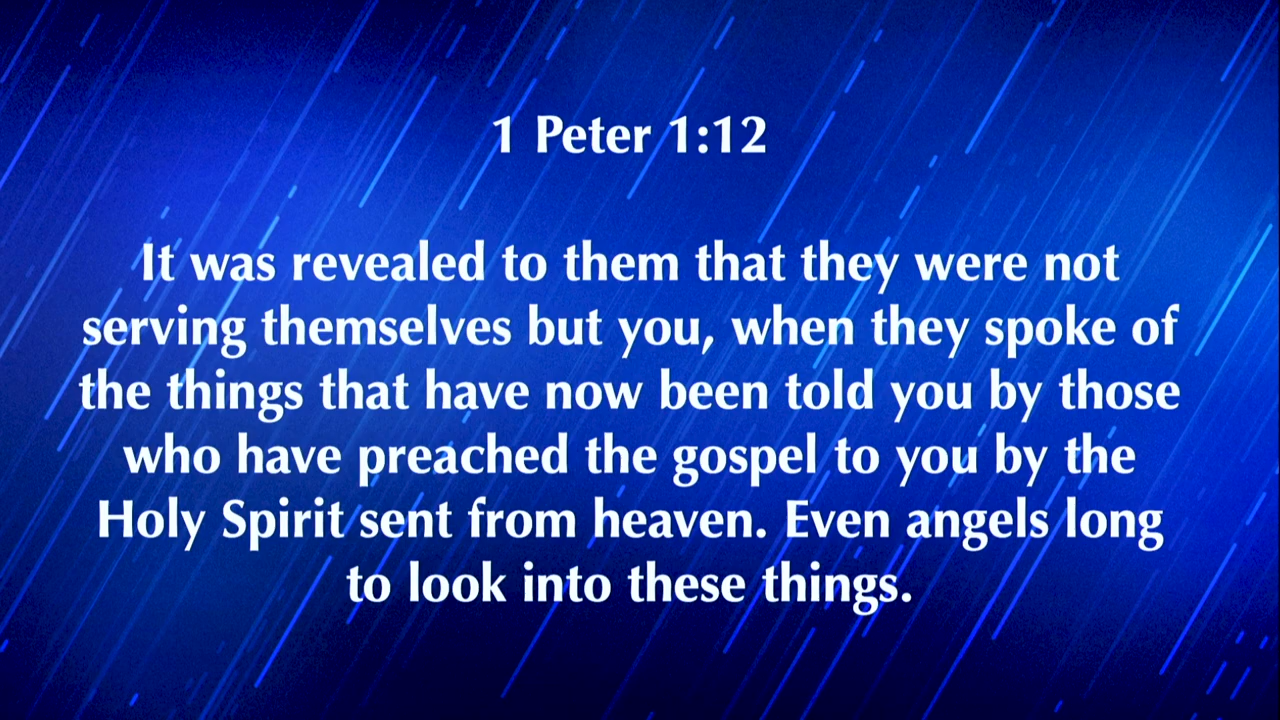 1 Peter 1:12
It was revealed to them that they were not
serving themselves but you, when they spoke of
the things that have now been told you by those
who have preached the gospel to you by the
Holy Spirit sent from heaven. Even angels long
to look into these things.